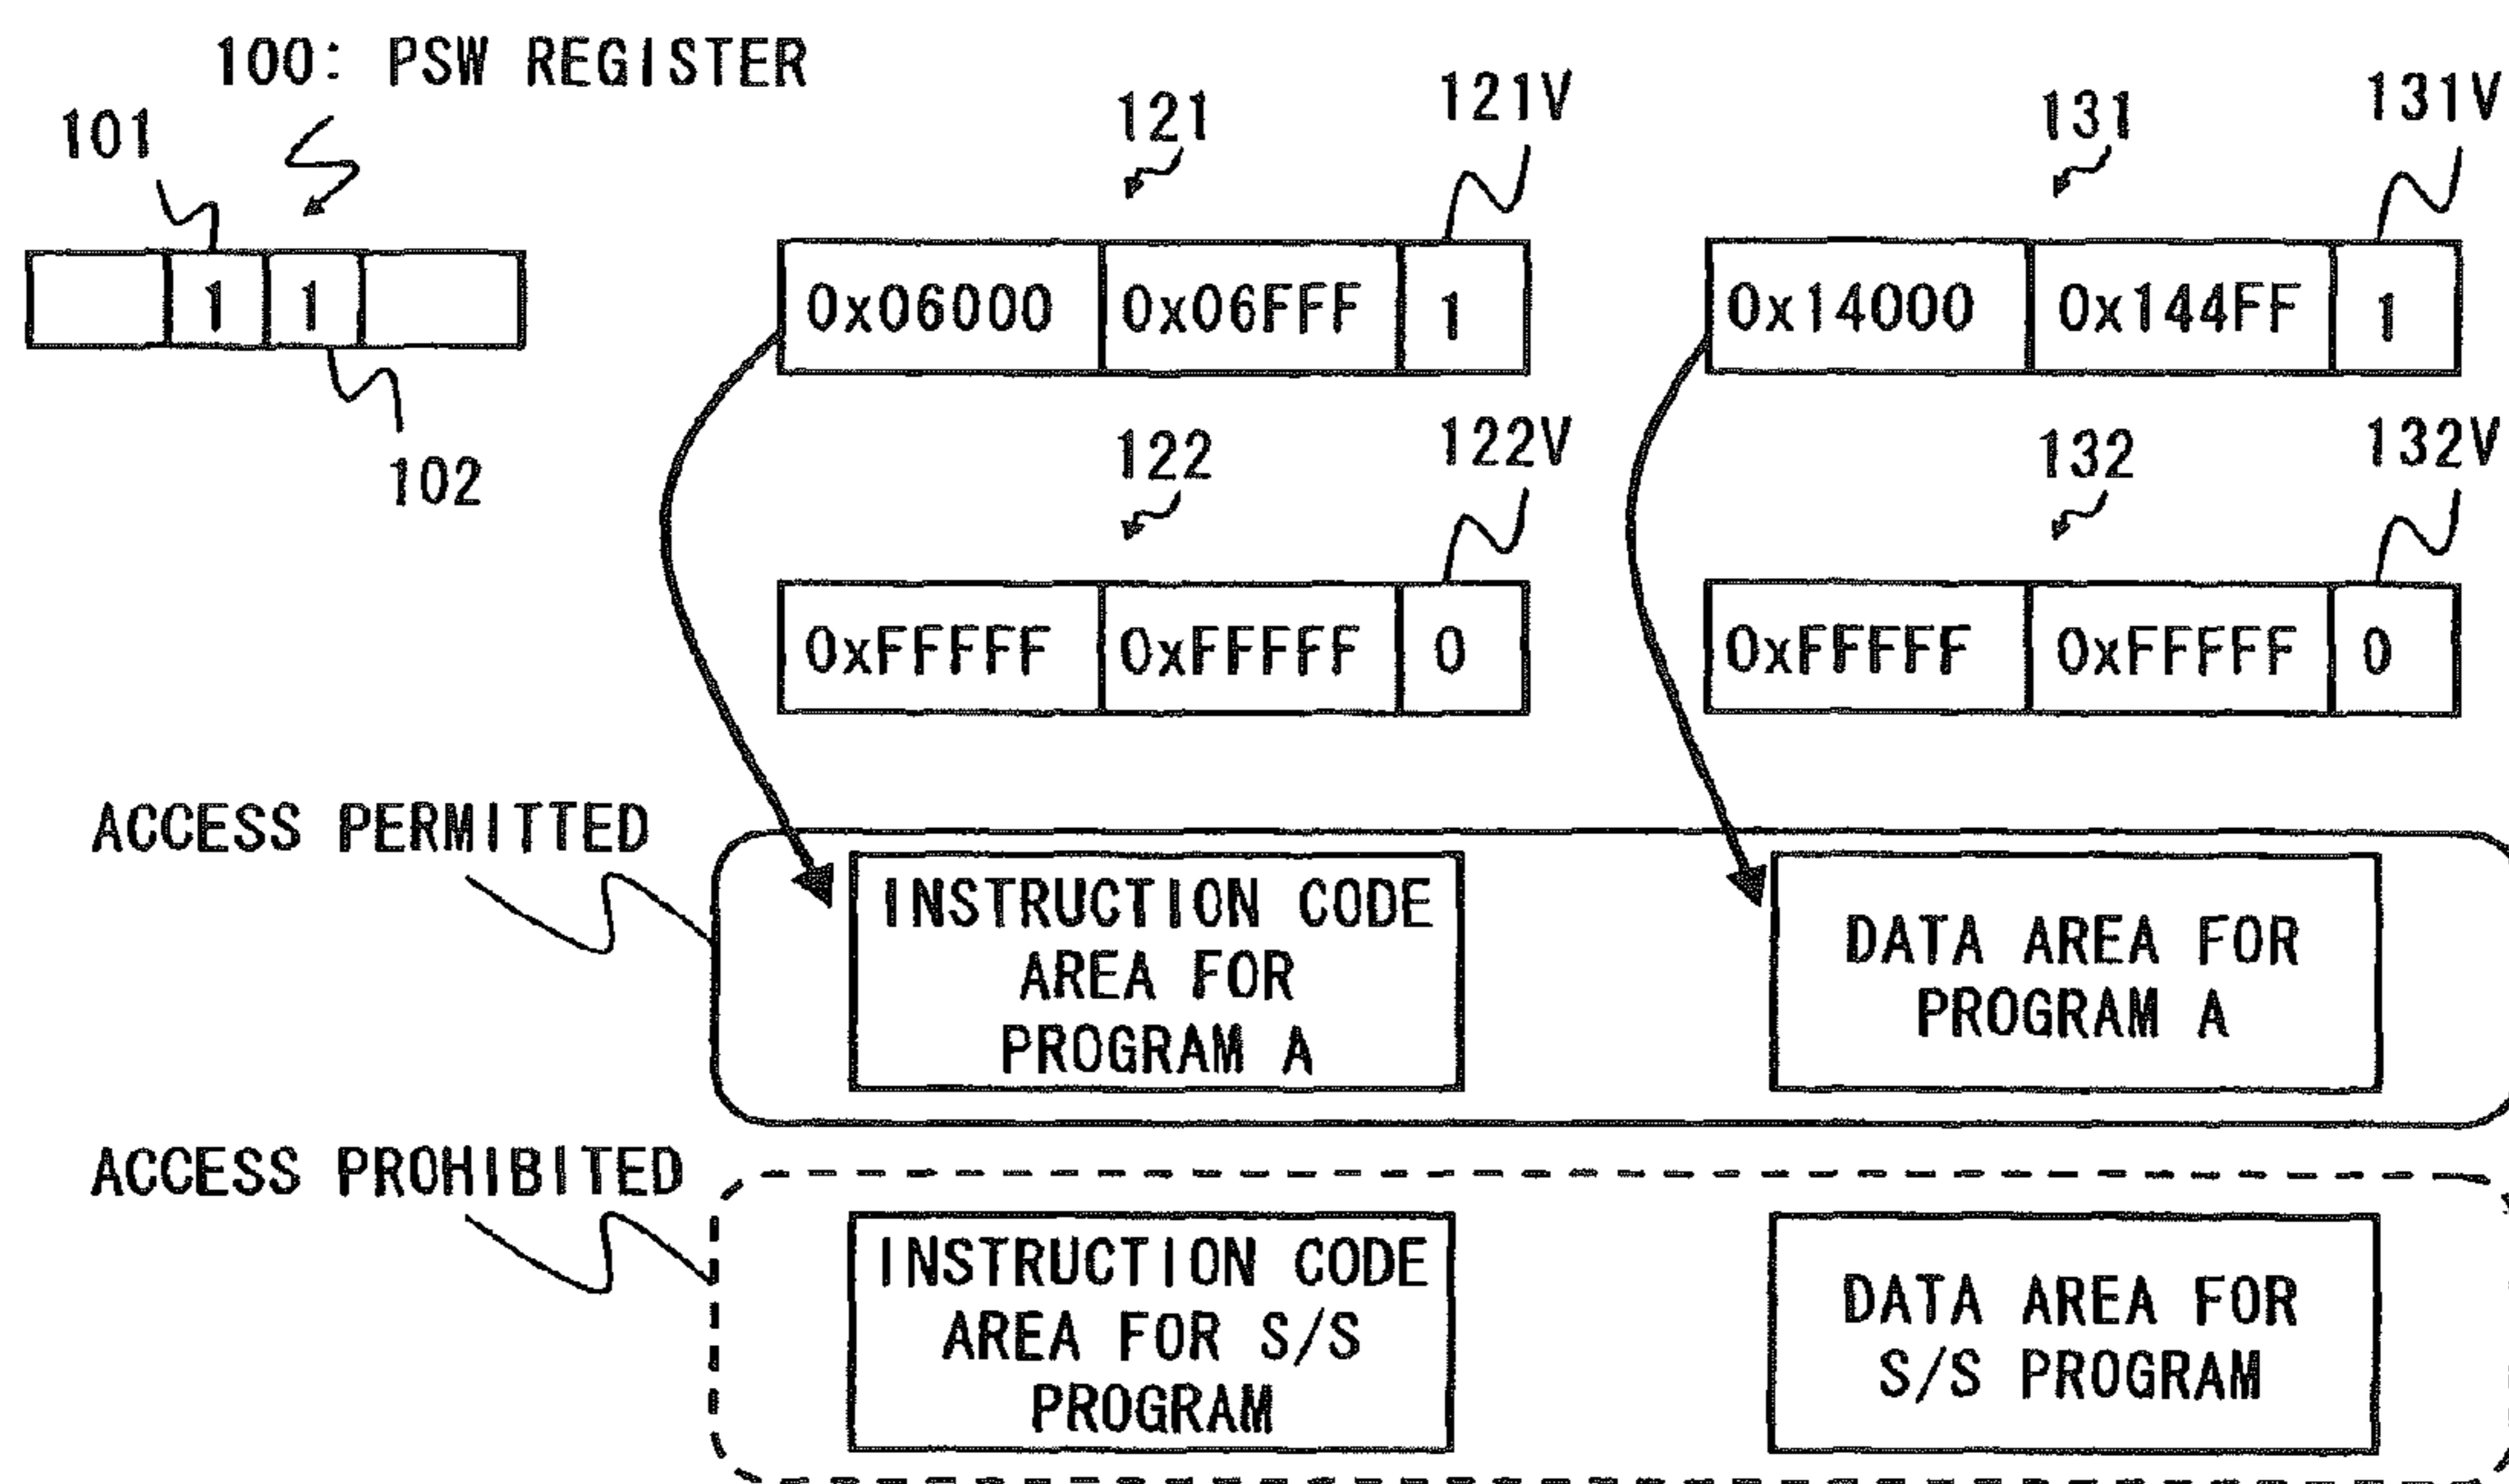 100: PSW REGISTER
101
1 1
102
121
121V
0x06000 0x06FFF 1
131
131V
0x14000 0x144FF 1
122
122V
0xFFFFF 0xFFFFF 0
132
132V
0xFFFFF 0xFFFFF 0
ACCESS PERMITTED
INSTRUCTION CODE
AREA FOR
PROGRAM A
DATA AREA FOR
PROGRAM A
ACCESS PROHIBITED
INSTRUCTION CODE
AREA FOR S/S
PROGRAM
DATA AREA FOR
S/S PROGRAM